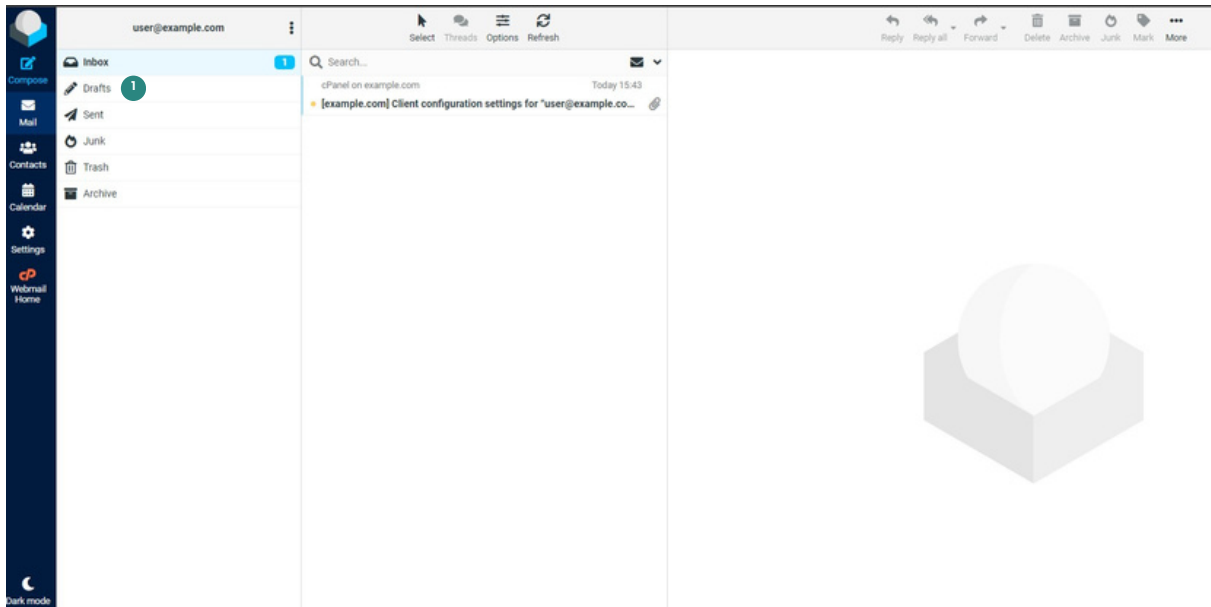 user@example.com
Select Threads Options Refresh
Reply Reply all Forward Delete Archive Junk Mark More
Compose
Mail
Contacts
Calendar
Settings
cP
Webmail
Home
Dark mode
Inbox 1
Drafts 1
Sent
Junk
Trash
Archive
Search...
cPanel on example.com Today 15:43
[example.com] Client configuration settings for "user@example.co...